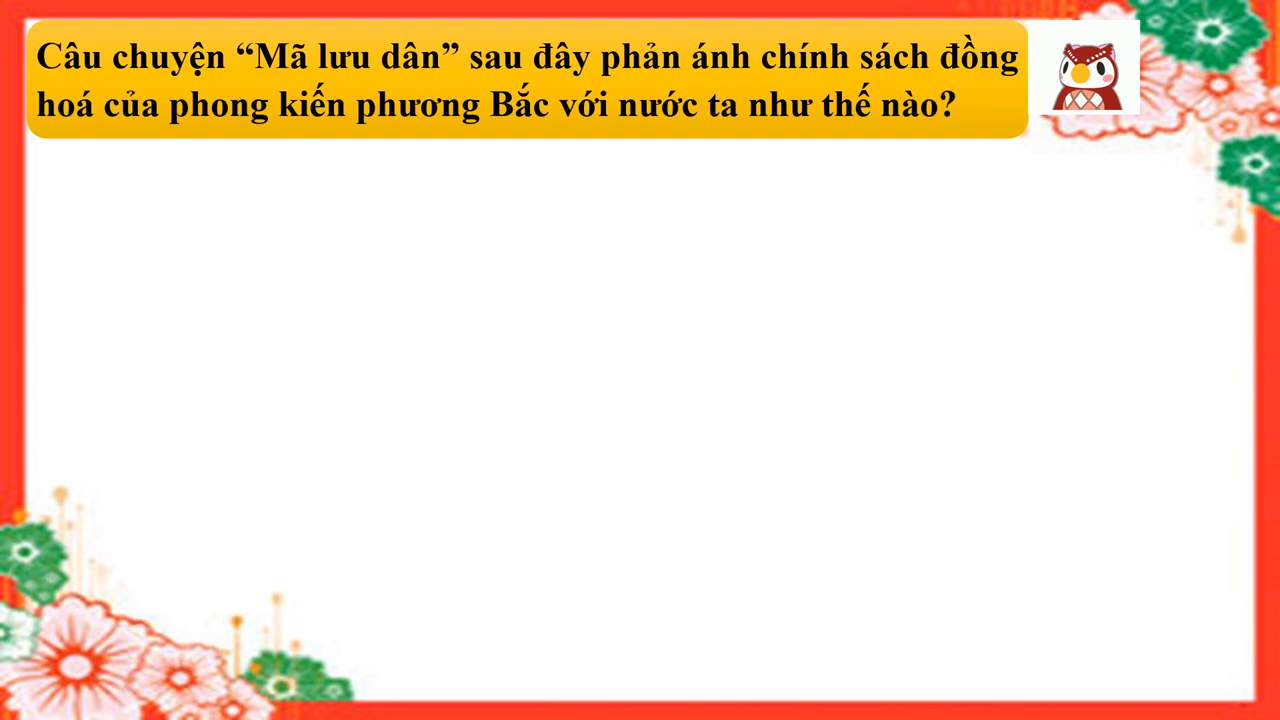 Câu chuyện “Mã lưu dân” sau đây phản ánh chính sách đồng
hoá của phong kiến phương Bắc với nước ta như thế nào?